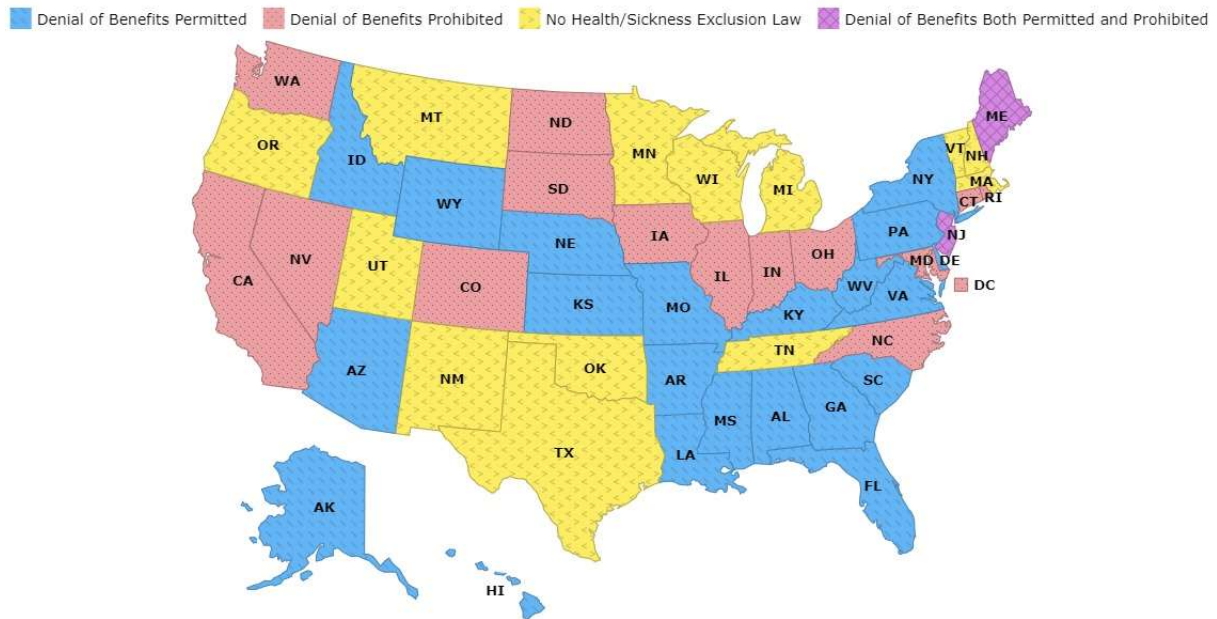 Denial of Benefits Permitted Denial of Benefits Prohibited No Health/Sickness Exclusion Law Denial of Benefits Both Permitted and Prohibited
WA
MT
ND
MN
ME
OR
ID
SD
WI
MI
VT
NH
NY
MA
CT
RI
WY
NE
IA
PA
NJ
NV
UT
CO
IL
IN
OH
MD
DE
DC
CA
KS
MO
WV
VA
KY
AZ
NM
OK
AR
TN
NC
SC
TX
LA
MS
AL
GA
FL
AK
HI